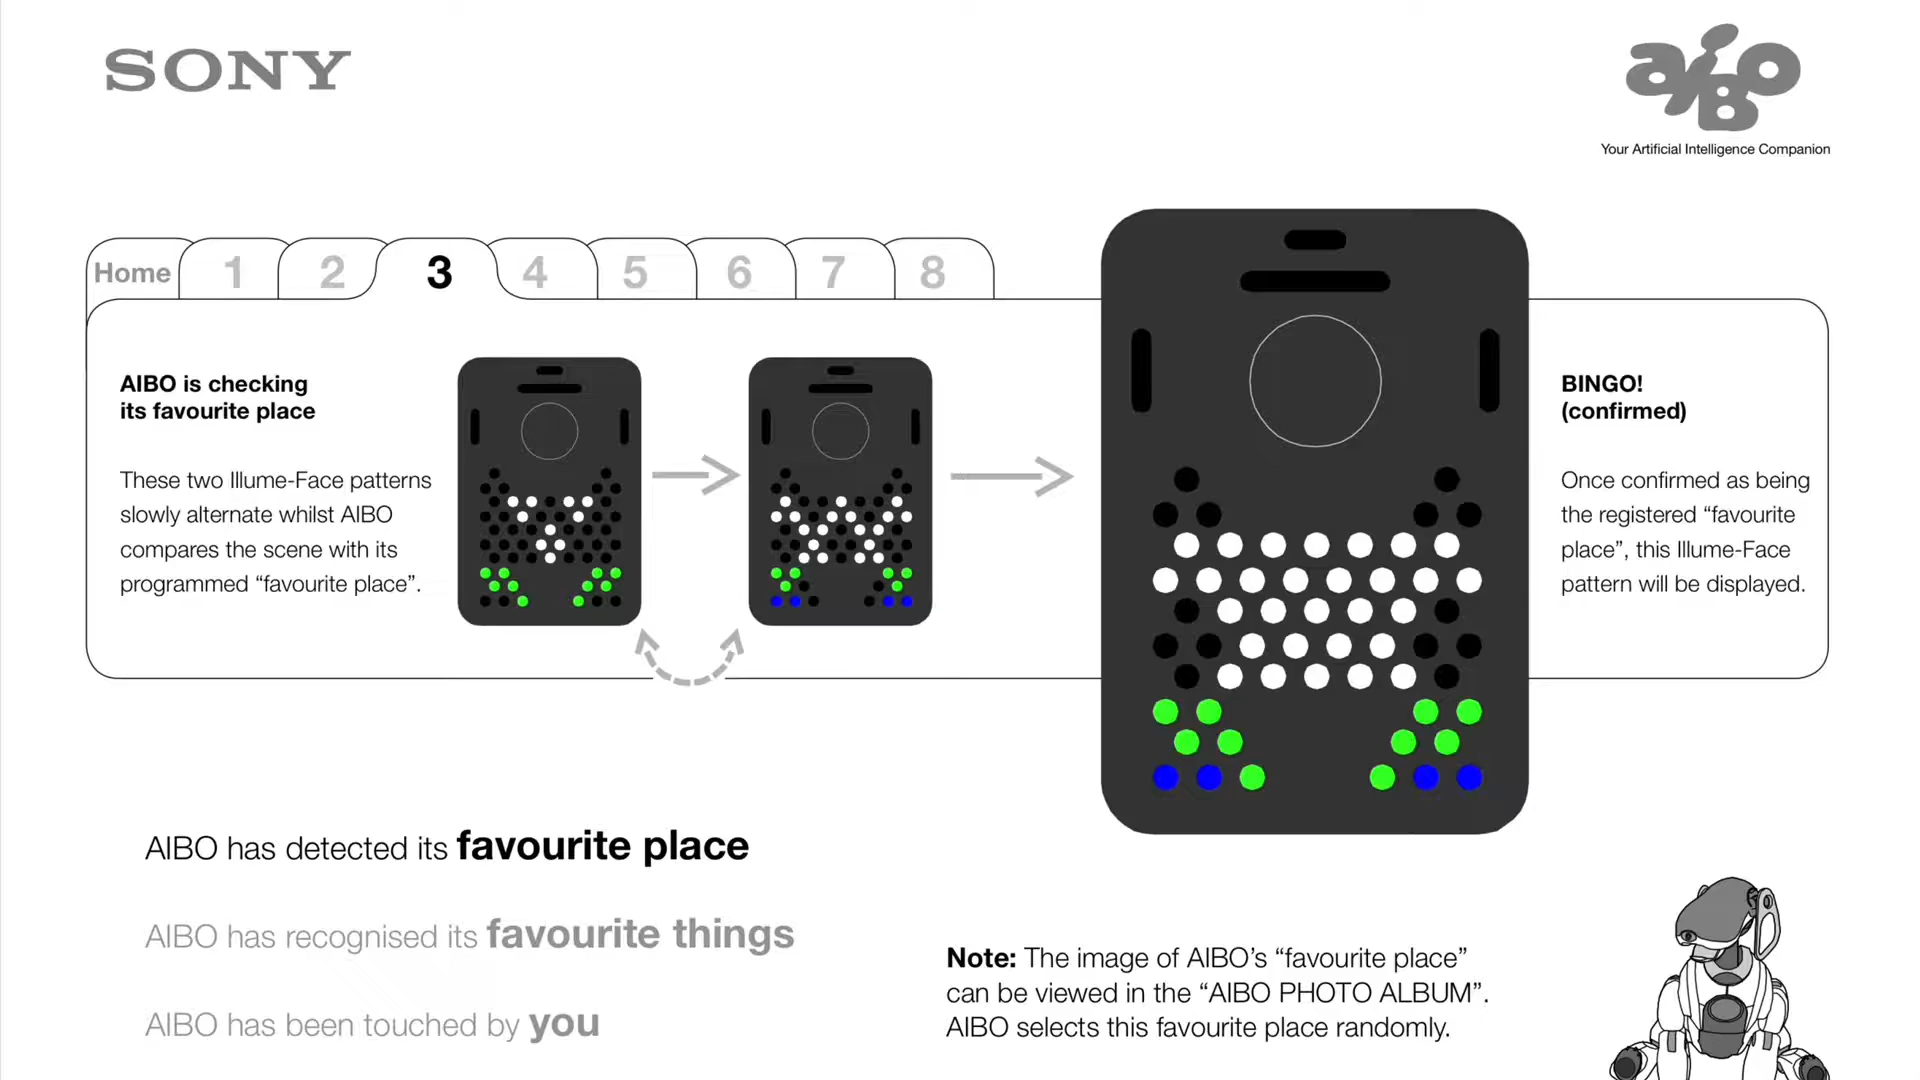 SONY
aiBo
Your Artificial Intelligence Companion
Home 1 2 3 4 5 6 7 8
AIBO is checking
its favourite place
These two Illume-Face patterns
slowly alternate whilst AIBO
compares the scene with its
programmed “favourite place”.
BINGO!
(confirmed)
Once confirmed as being
the registered “favourite
place”, this Illume-Face
pattern will be displayed.
AIBO has detected its favourite place
AIBO has recognised its favourite things
AIBO has been touched by you
Note: The image of AIBO’s “favourite place”
can be viewed in the “AIBO PHOTO ALBUM”.
AIBO selects this favourite place randomly.